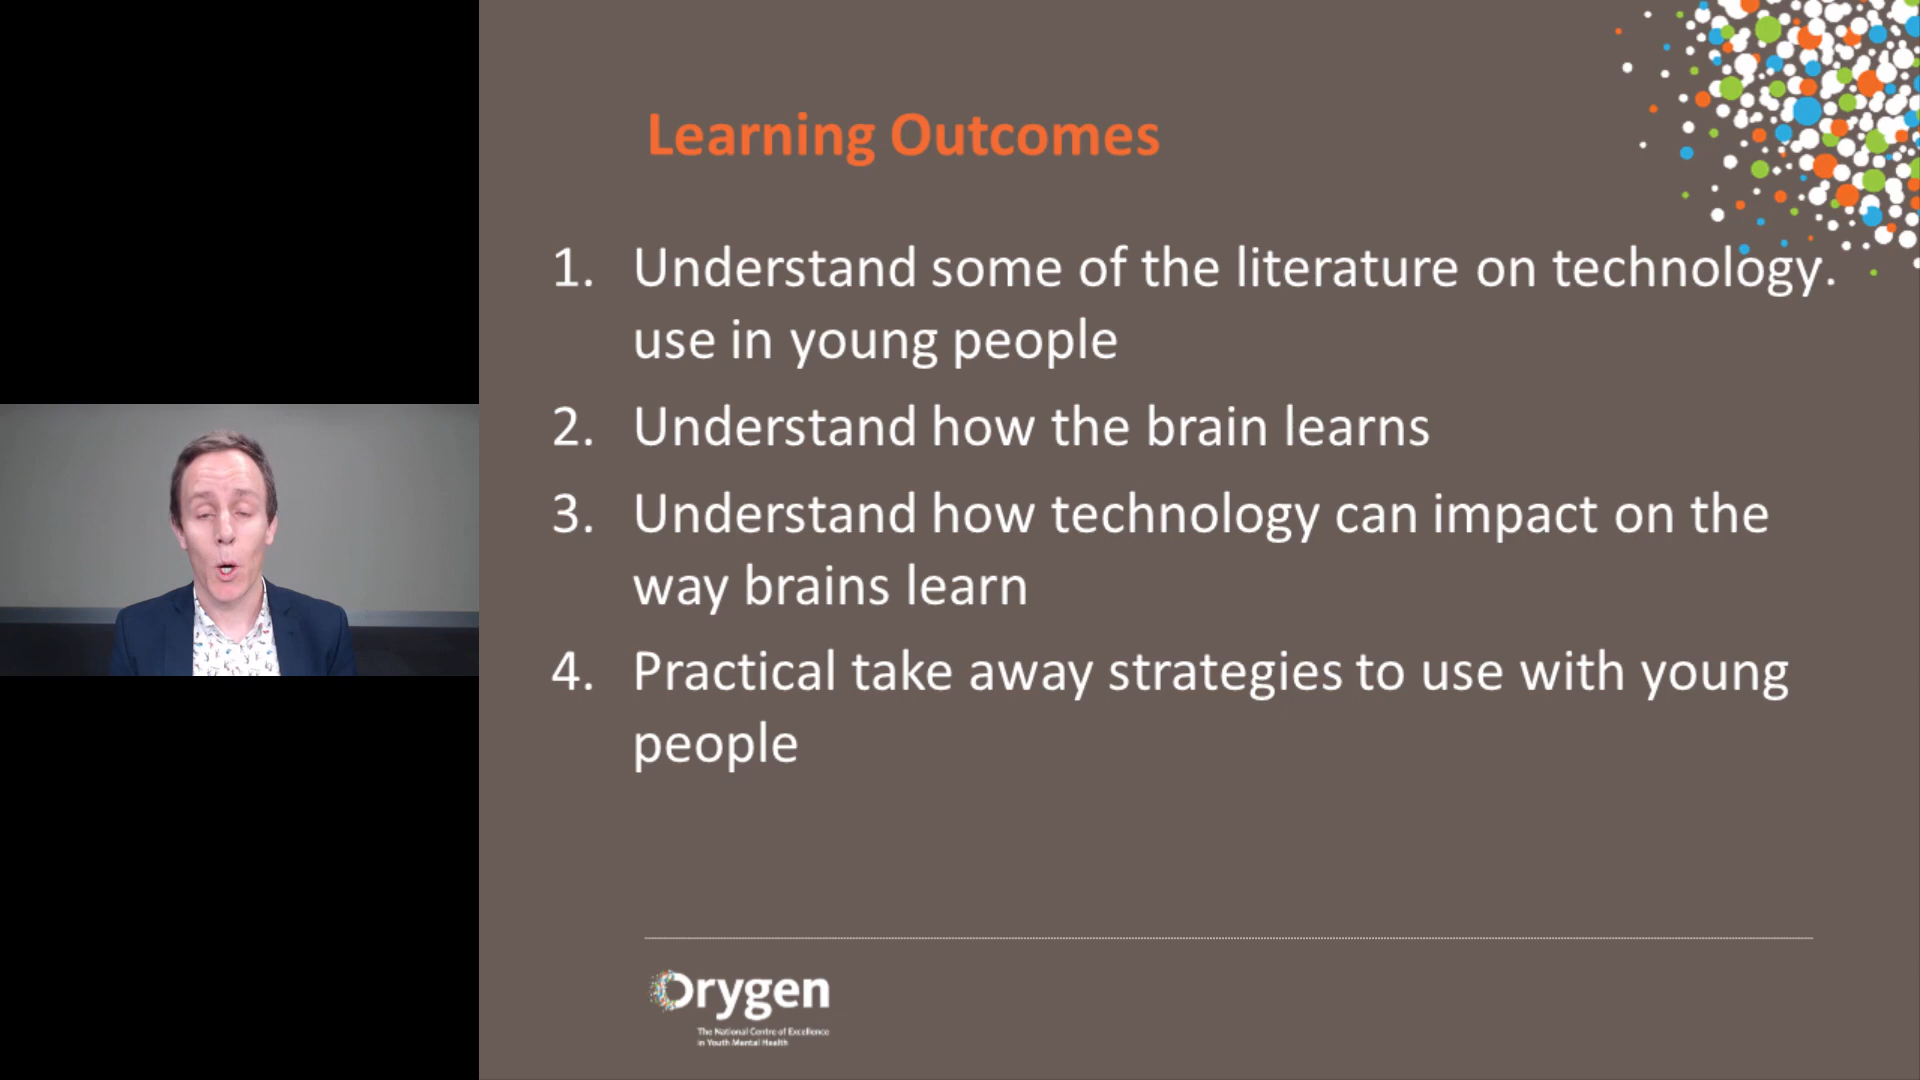 Learning Outcomes
1. Understand some of the literature on technology.
use in young people
2. Understand how the brain learns
3. Understand how technology can impact on the
way brains learn
4. Practical take away strategies to use with young
people
Orygen
The National Centre of Excellence
in Youth Mental Health